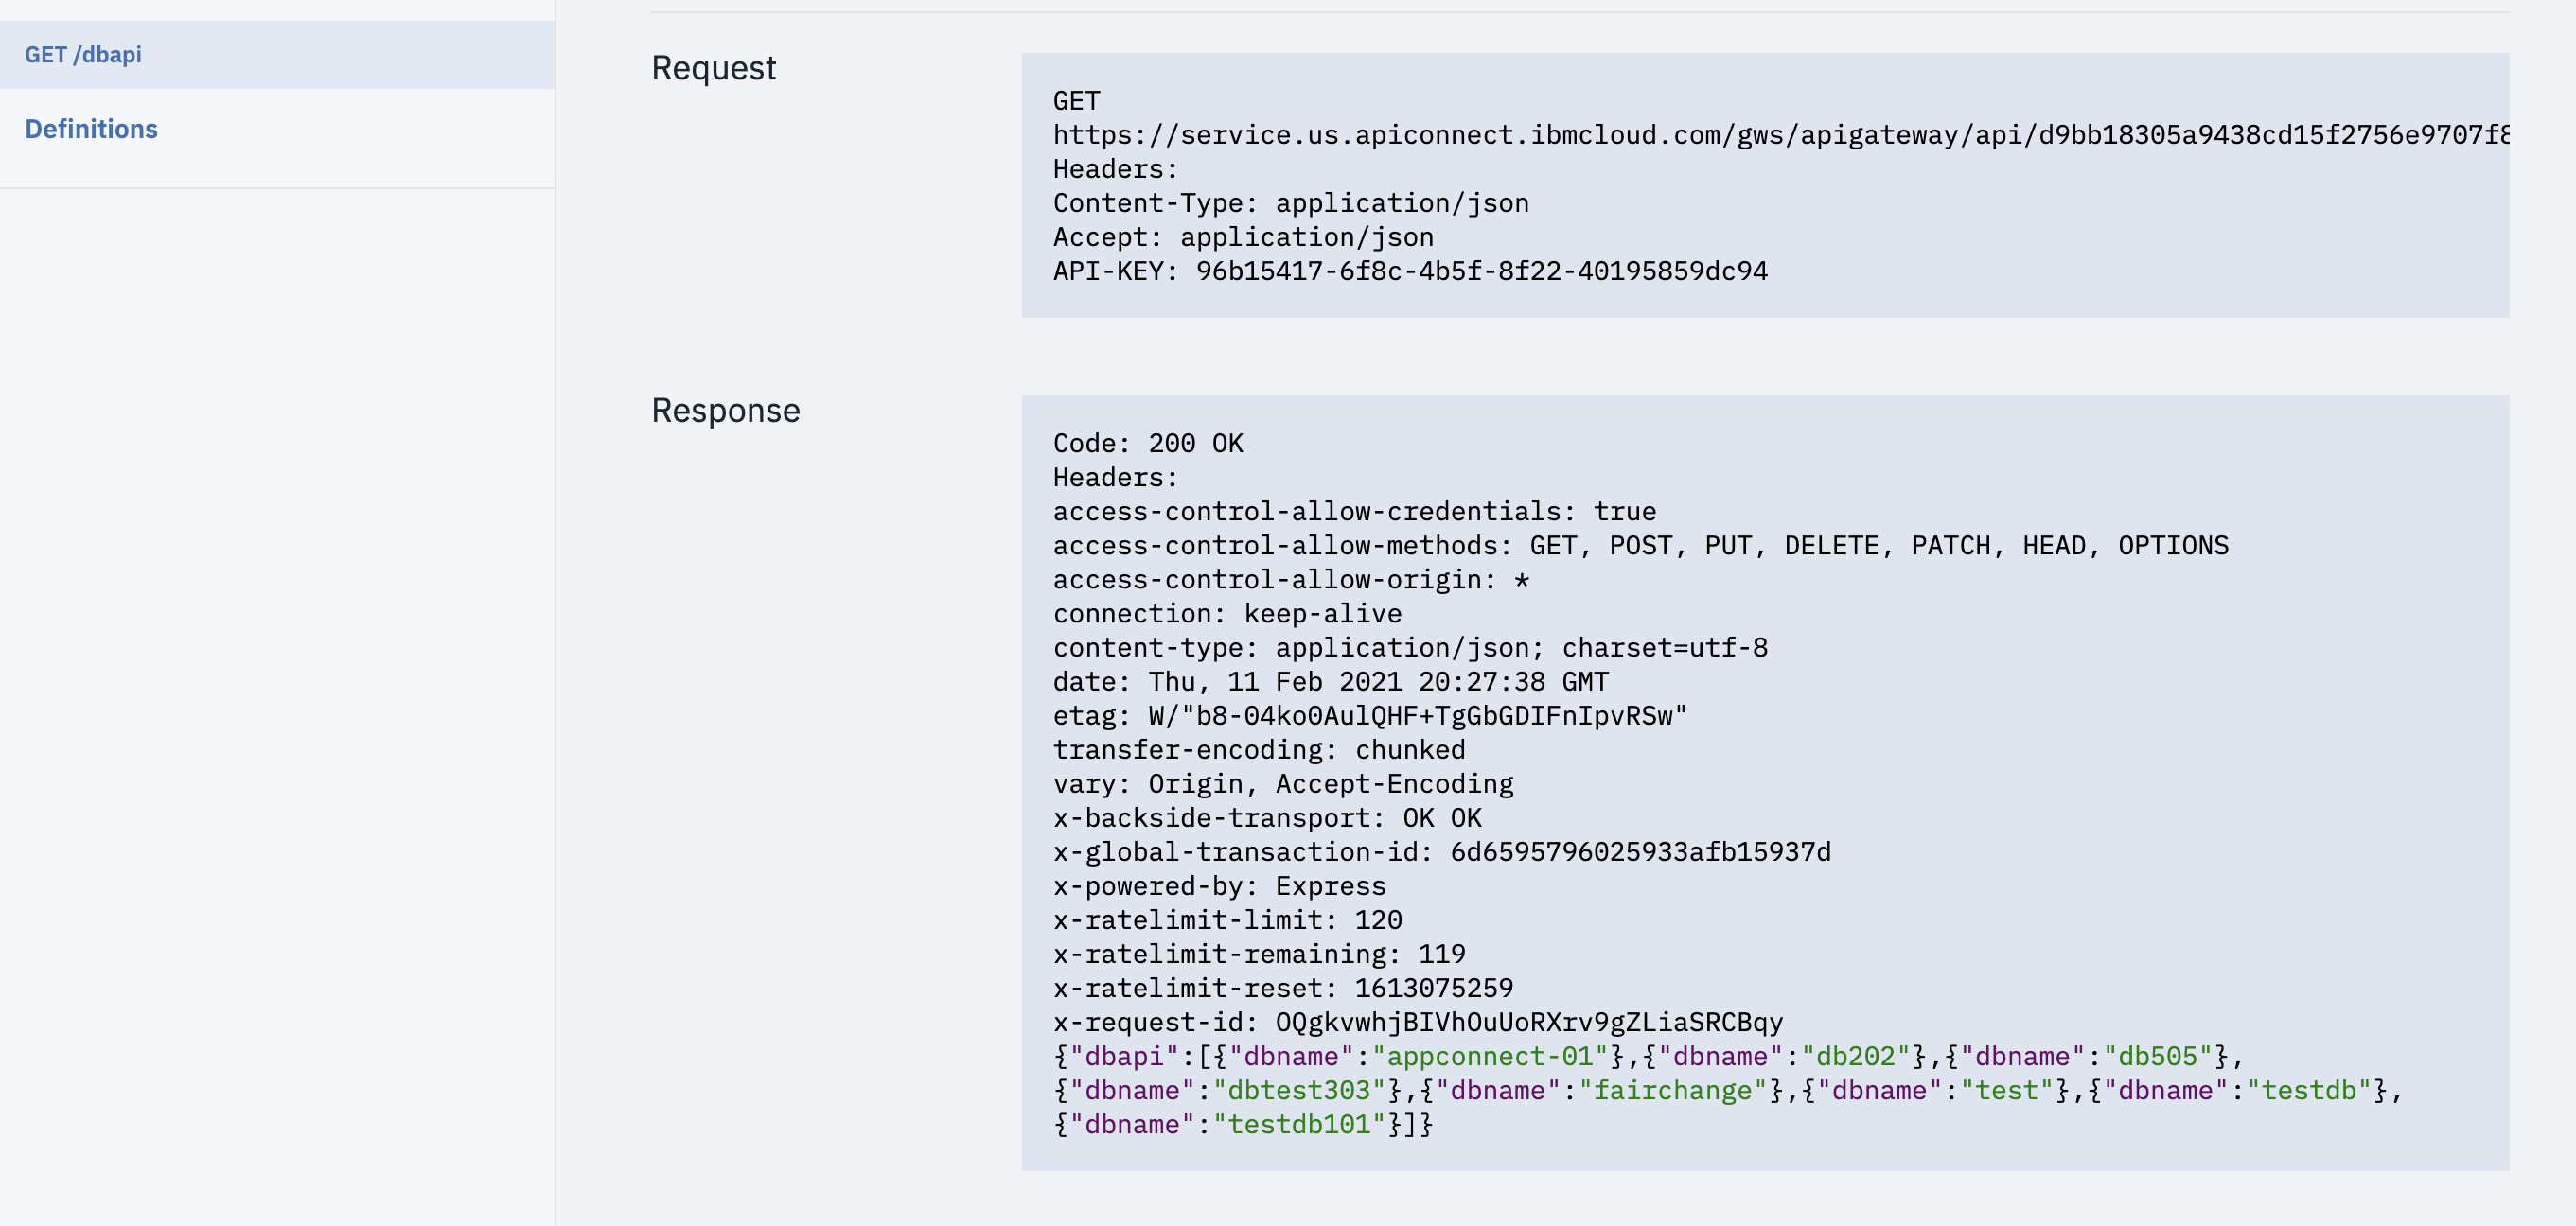 GET /dbapi
Definitions
Request
GET
https://service.us.apiconnect.ibmcloud.com/gws/apigateway/api/d9bb18305a9438cd15f2756e9707f8
Headers:
Content-Type: application/json
Accept: application/json
API-KEY: 96b15417-6f8c-4b5f-8f22-40195859dc94
Response
Code: 200 OK
Headers:
access-control-allow-credentials: true
access-control-allow-methods: GET, POST, PUT, DELETE, PATCH, HEAD, OPTIONS
access-control-allow-origin: *
connection: keep-alive
content-type: application/json; charset=utf-8
date: Thu, 11 Feb 2021 20:27:38 GMT
etag: W/"b8-04ko0AulQHF+TgGbGDIFnIpvRSw"
transfer-encoding: chunked
vary: Origin, Accept-Encoding
x-backside-transport: OK OK
x-global-transaction-id: 6d6595796025933afb15937d
x-powered-by: Express
x-ratelimit-limit: 120
x-ratelimit-remaining: 119
x-ratelimit-reset: 1613075259
x-request-id: OQgkvwhjBIVhOuUoRXrv9gZLiaSRCBqy
{"dbapi":[{"dbname":"appconnect-01"},{"dbname":"db202"},{"dbname":"db505"},
{"dbname":"dbtest303"},{"dbname":"fairchange"},{"dbname":"test"},{"dbname":"testdb"},
{"dbname":"testdb101"}]}